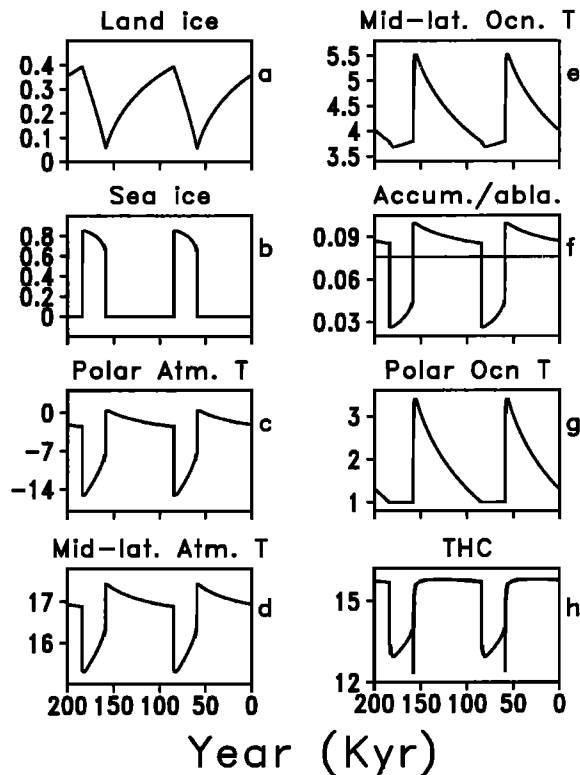 Land ice
0.4
0.3
0.2
0.1
0
a
Mid-lat. Ocn. T
5.5
5
4.5
4
3.5
e
Sea ice
0.8
0.6
0.4
0.2
0
b
Accum./abla.
0.09
0.06
0.03
f
Polar Atm. T
0
-7
-14
c
Polar Ocn T
3
2
1
g
Mid-lat. Atm. T
17
16
d
200 150 100 50 0
THC
15
12
h
200 150 100 50 0
Year (Kyr)